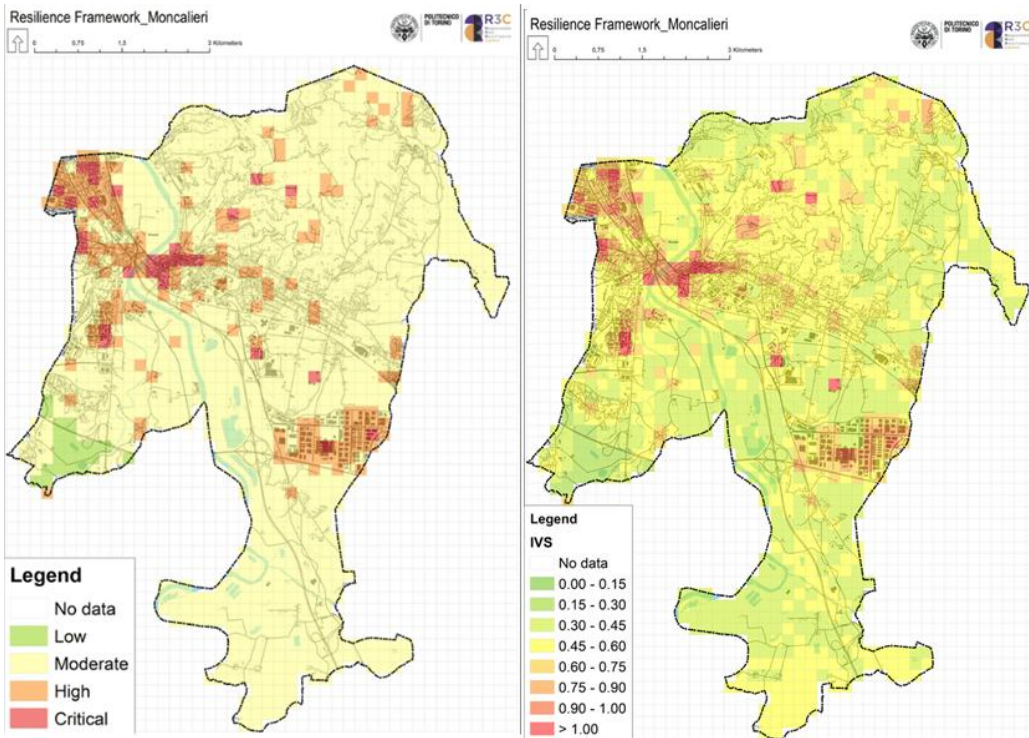 Resilience Framework_Moncalieri
POLITECNICO
DI TORINO
R3C
0 0,75 1,5 3 Kilometers
Legend
No data
Low
Moderate
High
Critical
Resilience Framework_Moncalieri
POLITECNICO
DI TORINO
R3C
0 0,75 1,5 3 Kilometers
Legend
IVS
No data
0.00 - 0.15
0.15 - 0.30
0.30 - 0.45
0.45 - 0.60
0.60 - 0.75
0.75 - 0.90
0.90 - 1.00
> 1.00